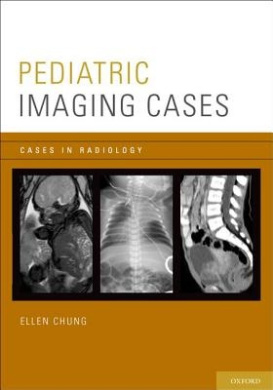 PEDIATRIC
IMAGING CASES
CASES IN RADIOLOGY
ELLEN CHUNG
OXFORD